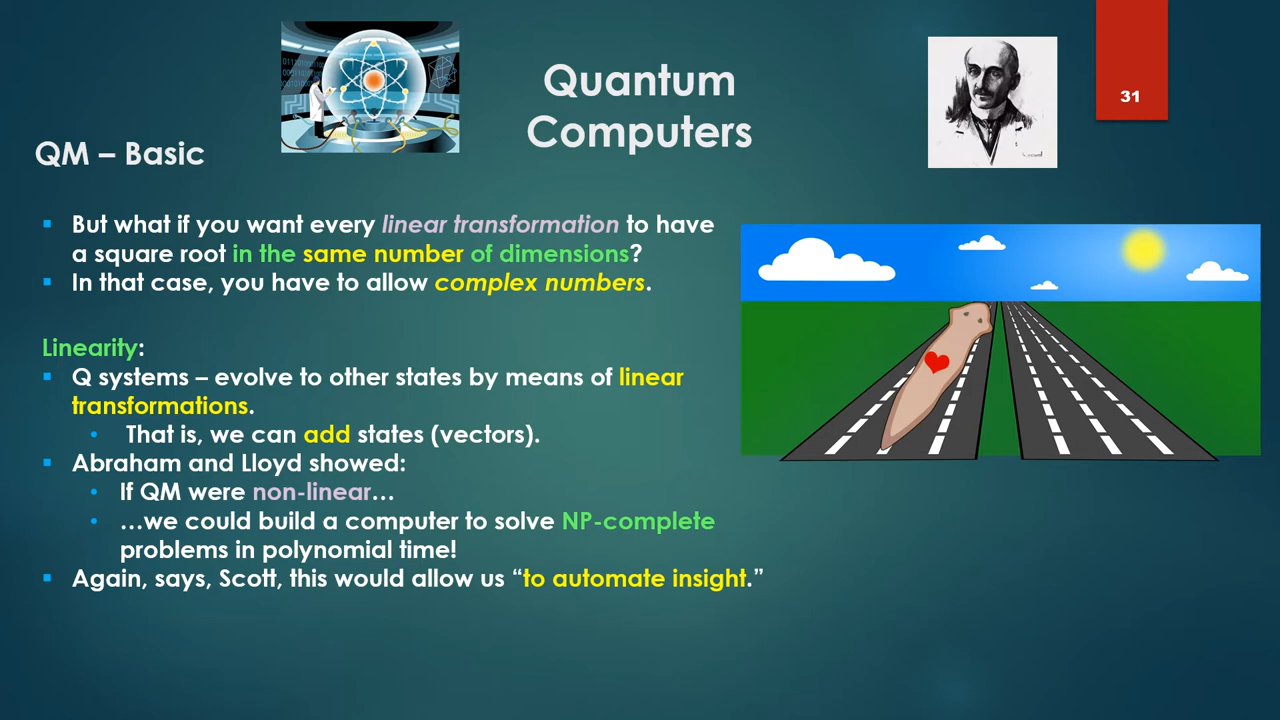 Quantum
Computers
31
QM – Basic
▪ But what if you want every linear transformation to have
a square root in the same number of dimensions?
▪ In that case, you have to allow complex numbers.
Linearity:
▪ Q systems – evolve to other states by means of linear
transformations.
• That is, we can add states (vectors).
▪ Abraham and Lloyd showed:
• If QM were non-linear…
• …we could build a computer to solve NP-complete
problems in polynomial time!
▪ Again, says, Scott, this would allow us “to automate insight.”